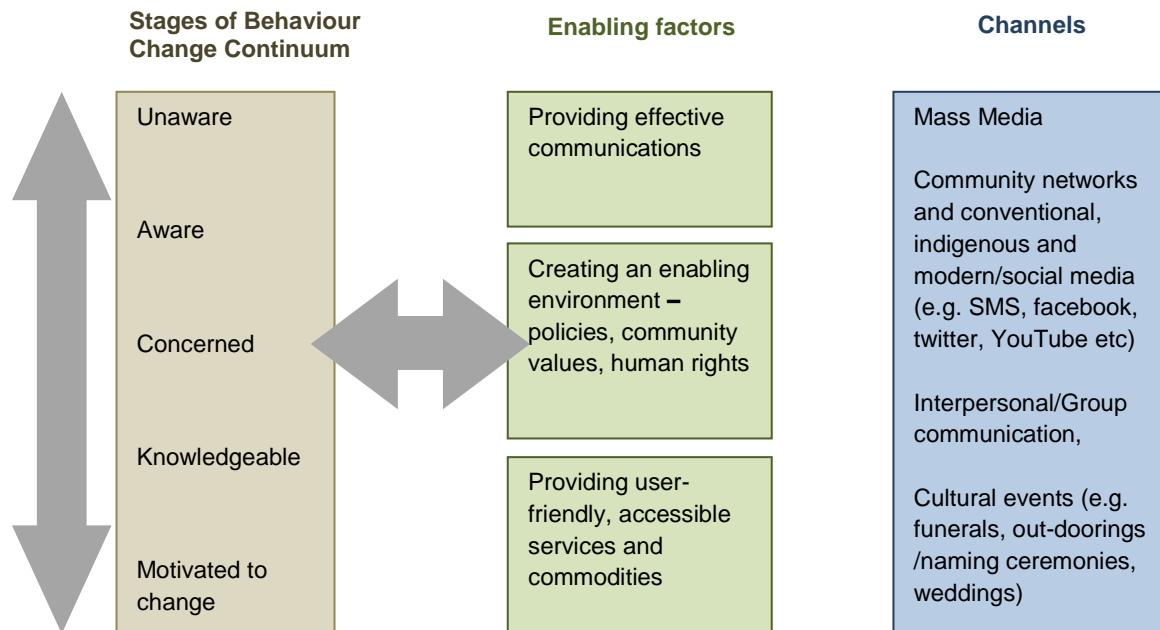 Stages of Behaviour
Change Continuum
Unaware
Aware
Concerned
Knowledgeable
Motivated to
change
Enabling factors
Providing effective
communications
Creating an enabling
environment –
policies, community
values, human rights
Providing user-
friendly, accessible
services and
commodities
Channels
Mass Media
Community networks
and conventional,
indigenous and
modern/social media
(e.g. SMS, facebook,
twitter, YouTube etc)
Interpersonal/Group
communication,
Cultural events (e.g.
funerals, out-doorings
/naming ceremonies,
weddings)